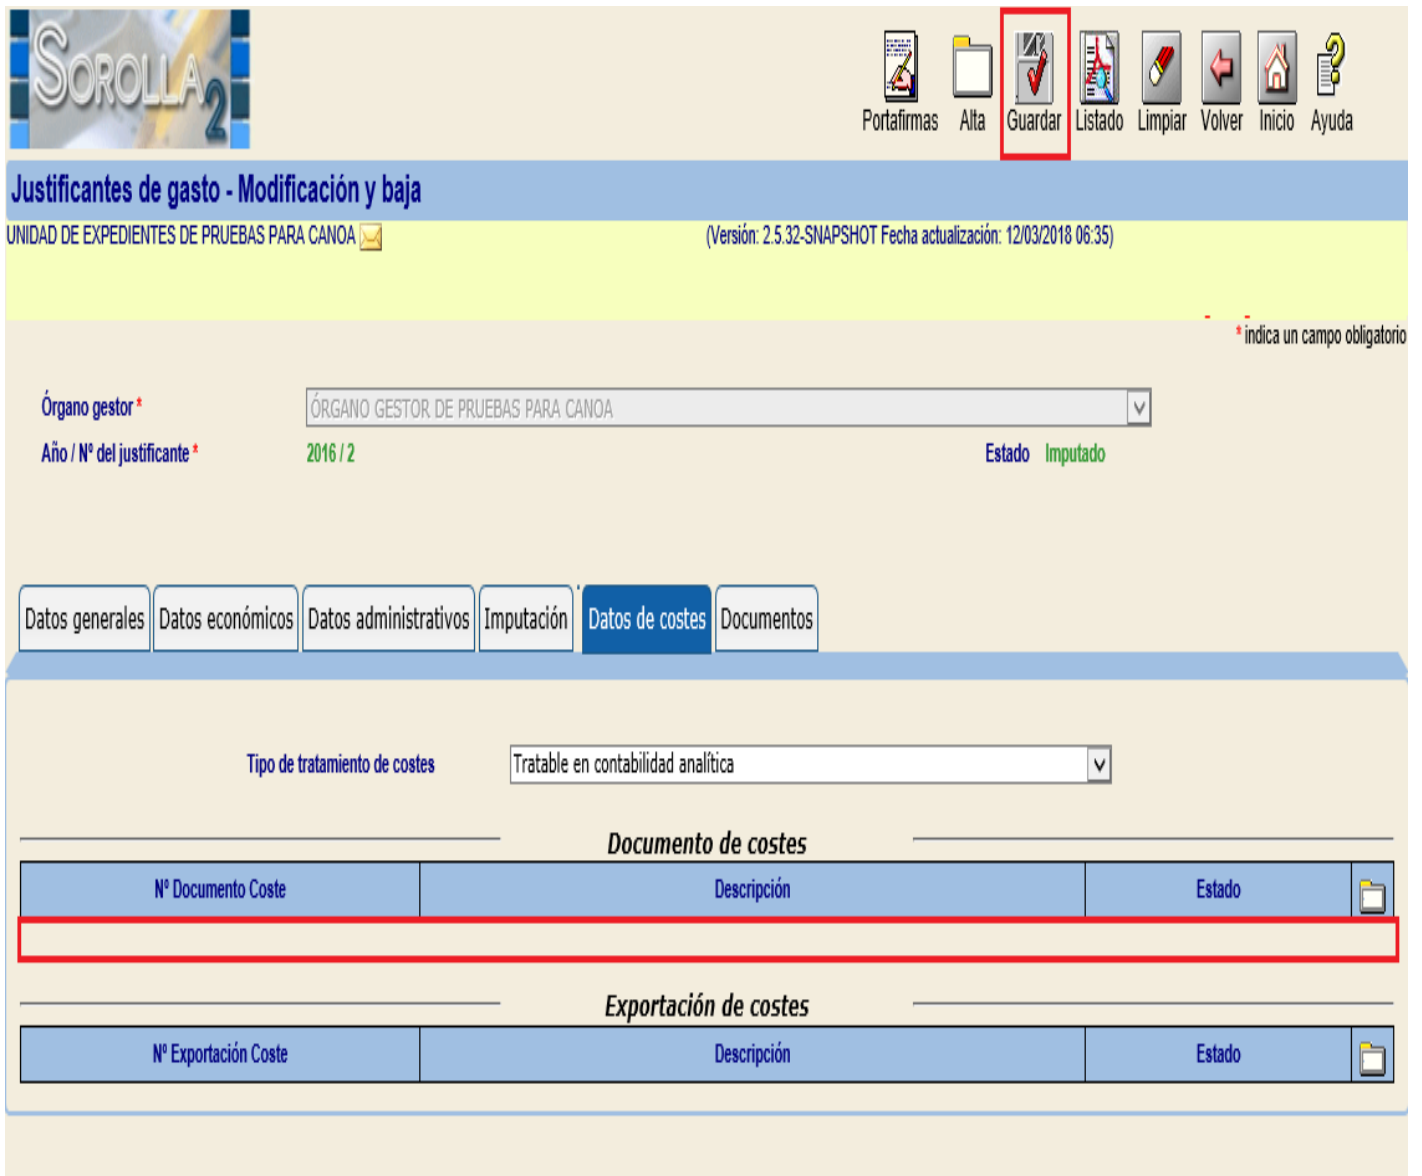 SOROLLA2
Portafirmas Alta Guardar Listado Limpiar Volver Inicio Ayuda
Justificantes de gasto - Modificación y baja
UNIDAD DE EXPEDIENTES DE PRUEBAS PARA CANOA (Versión: 2.5.32-SNAPSHOT Fecha actualización: 12/03/2018 06:35)
* indica un campo obligatorio
Órgano gestor * ÓRGANO GESTOR DE PRUEBAS PARA CANOA
Año / Nº del justificante * 2016 / 2 Estado Imputado
Datos generales Datos económicos Datos administrativos Imputación Datos de costes Documentos
Tipo de tratamiento de costes Tratable en contabilidad analítica
Documento de costes
Nº Documento Coste Descripción Estado
Exportación de costes
Nº Exportación Coste Descripción Estado